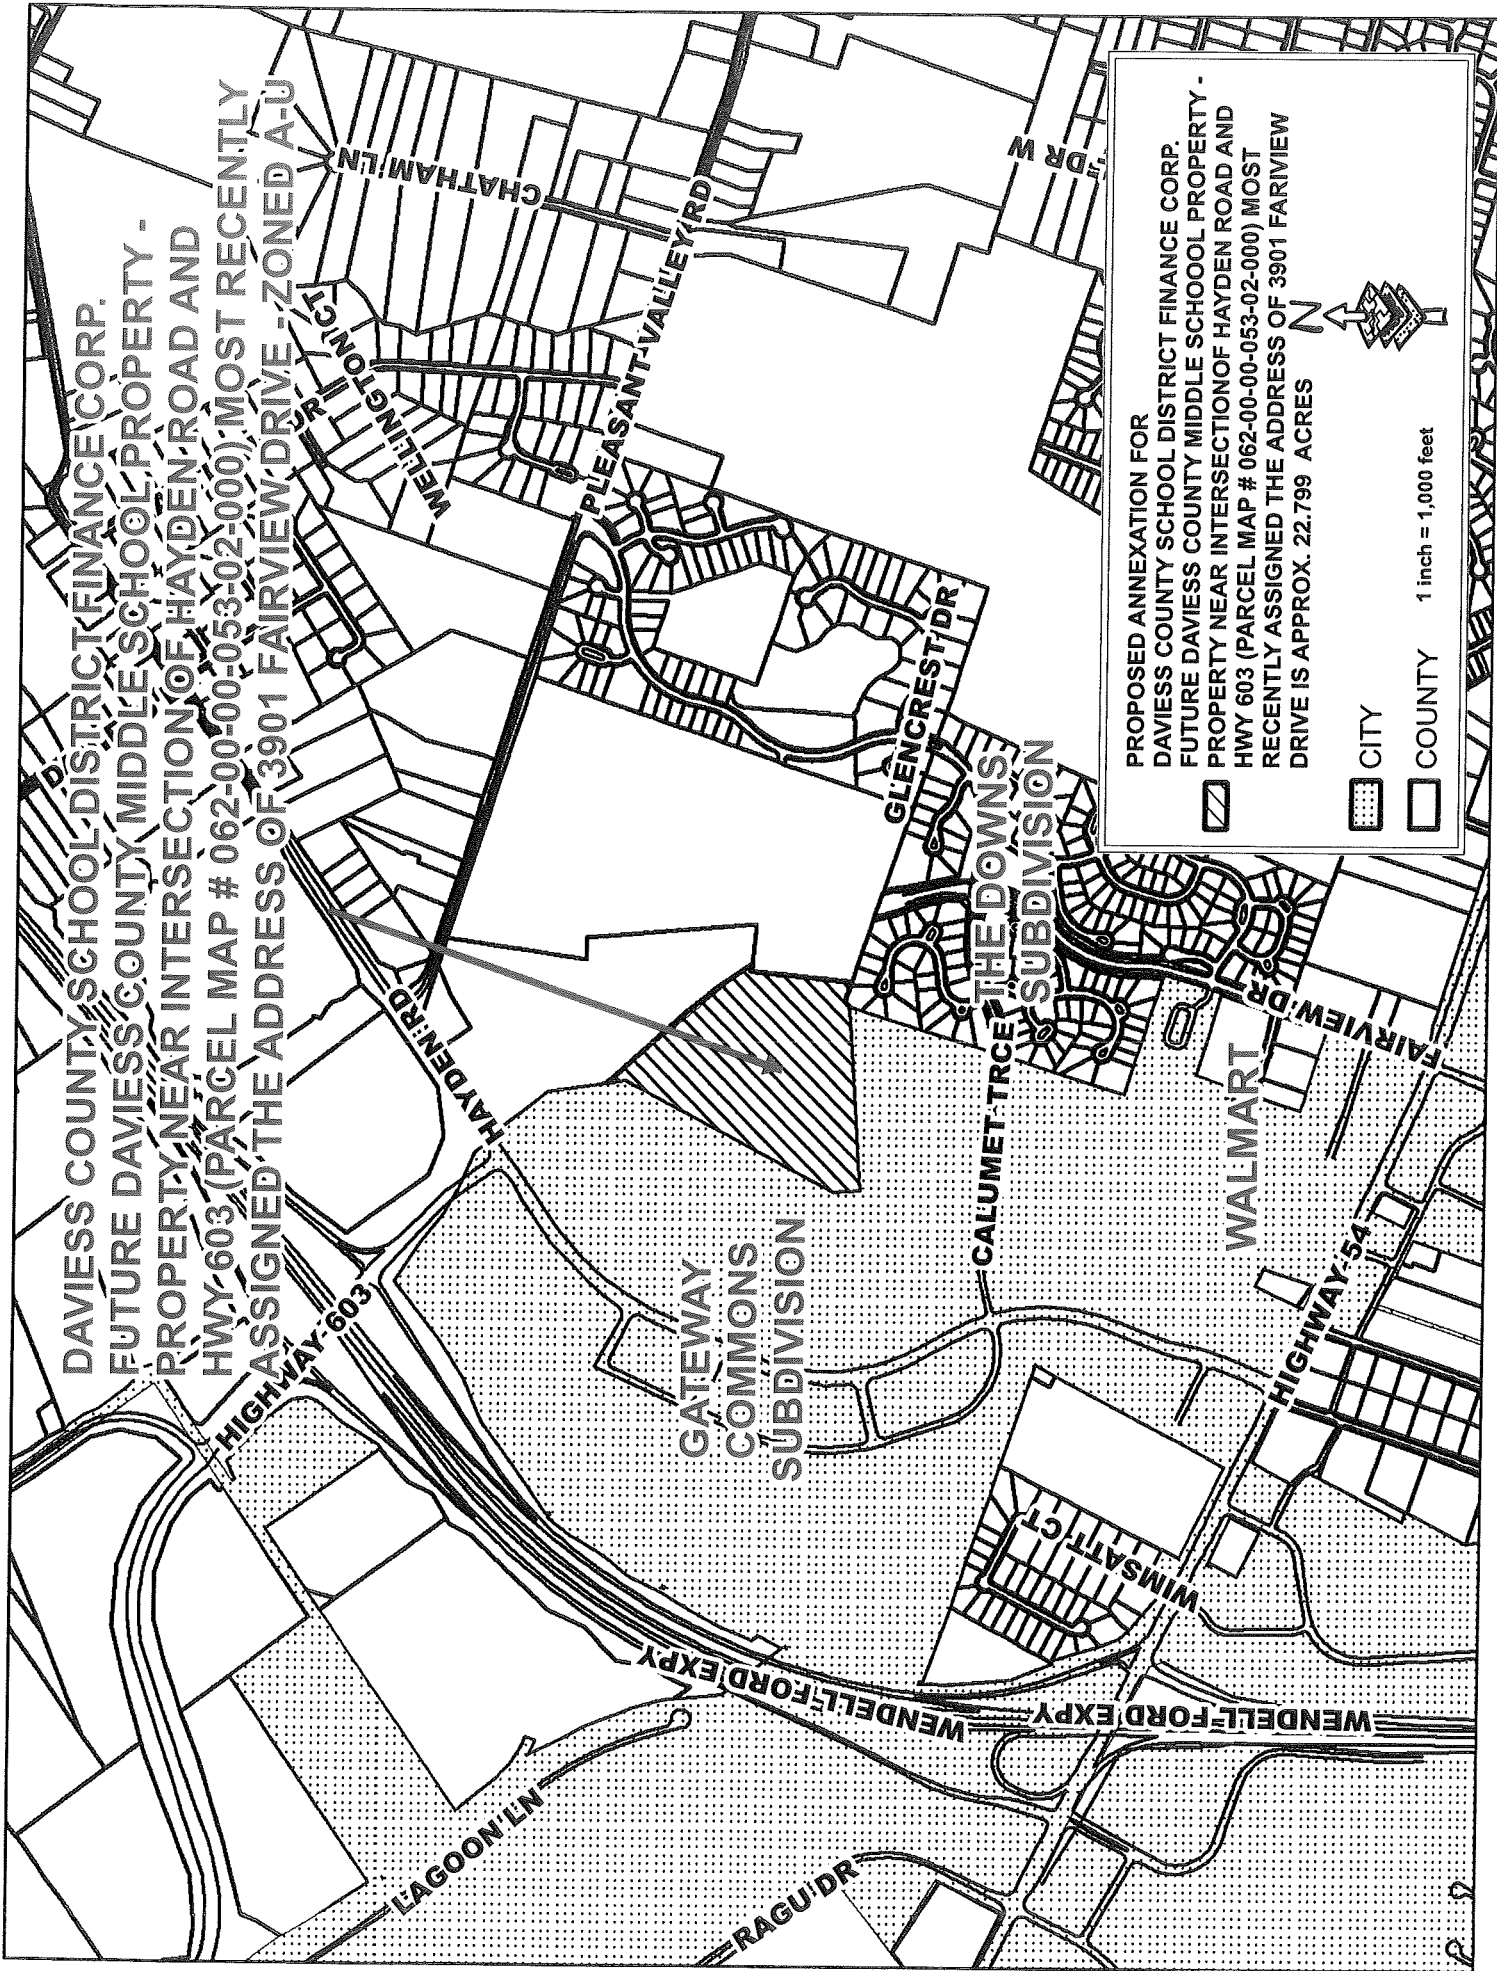 DAVIESS COUNTY SCHOOL DISTRICT FINANCE CORP.
FUTURE DAVIESS COUNTY MIDDLE SCHOOL PROPERTY -
PROPERTY NEAR INTERSECTION OF HAYDEN ROAD AND
HWY 603 (PARCEL MAP # 062-00-00-053-02-000) MOST RECENTLY
ASSIGNED THE ADDRESS OF 3901 FAIRVIEW DRIVE - ZONED A-U
HIGHWAY 603
HAYDEN RD
DR
WELLINGTON CT
CHATHAM LN
PLEASANT VALLEY RD
DR W
LAGOON LN
RAGU DR
WENDELL FORD EXPY
WENDELL FORD EXPY
GATEWAY
COMMONS
SUBDIVISION
WIMSATT CT
CALUMET TRCE
GLENCREST DR
THE DOWNS
SUBDIVISION
WALMART
FAIRVIEW DR
HIGHWAY 54
PROPOSED ANNEXATION FOR
DAVIESS COUNTY SCHOOL DISTRICT FINANCE CORP.
FUTURE DAVIESS COUNTY MIDDLE SCHOOOL PROPERTY -
PROPERTY NEAR INTERSECTIONOF HAYDEN ROAD AND
HWY 603 (PARCEL MAP # 062-00-00-053-02-000) MOST
RECENTLY ASSIGNED THE ADDRESS OF 3901 FARIVIEW
DRIVE IS APPROX. 22.799 ACRES
N
CITY
COUNTY 1 inch = 1,000 feet